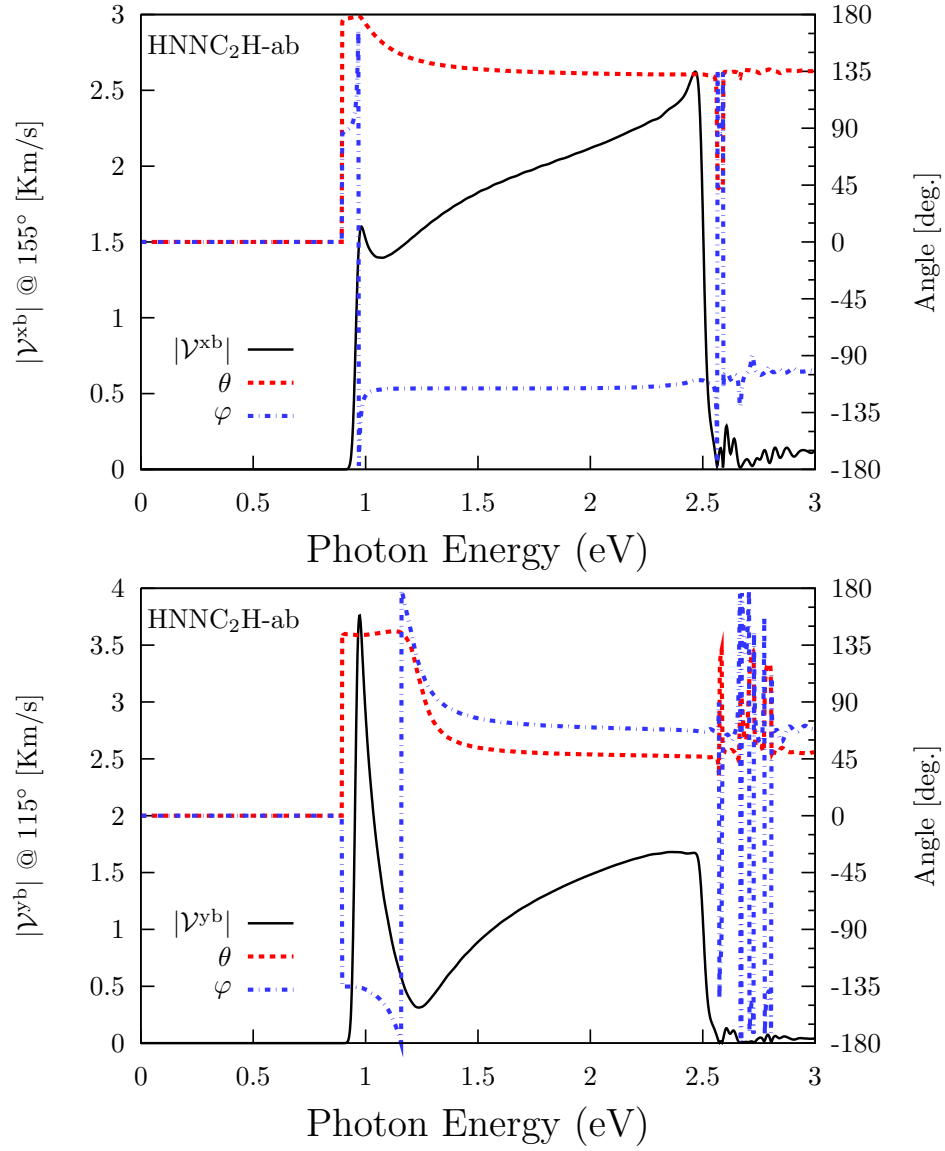 HNNC₂H-ab
|𝒱ˣᵇ| @ 155° [Km/s]
3
2.5
2
1.5
1
0.5
0
|𝒱ˣᵇ|
θ
φ
180
135
90
45
0
-45
-90
-135
-180
Angle [deg.]
0 0.5 1 1.5 2 2.5 3
Photon Energy (eV)
HNNC₂H-ab
|𝒱ʸᵇ| @ 115° [Km/s]
4
3.5
3
2.5
2
1.5
1
0.5
0
|𝒱ʸᵇ|
θ
φ
180
135
90
45
0
-45
-90
-135
-180
Angle [deg.]
0 0.5 1 1.5 2 2.5 3
Photon Energy (eV)